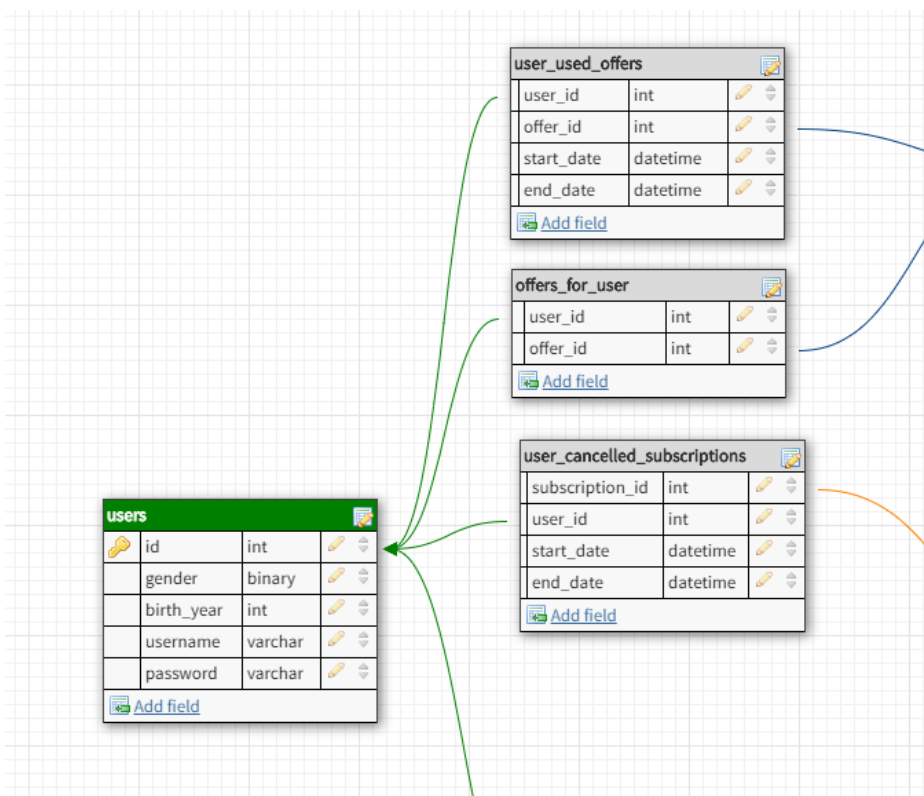 user_used_offers
user_id int
offer_id int
start_date datetime
end_date datetime
Add field
offers_for_user
user_id int
offer_id int
Add field
user_cancelled_subscriptions
subscription_id int
user_id int
start_date datetime
end_date datetime
Add field
users
id int
gender binary
birth_year int
username varchar
password varchar
Add field